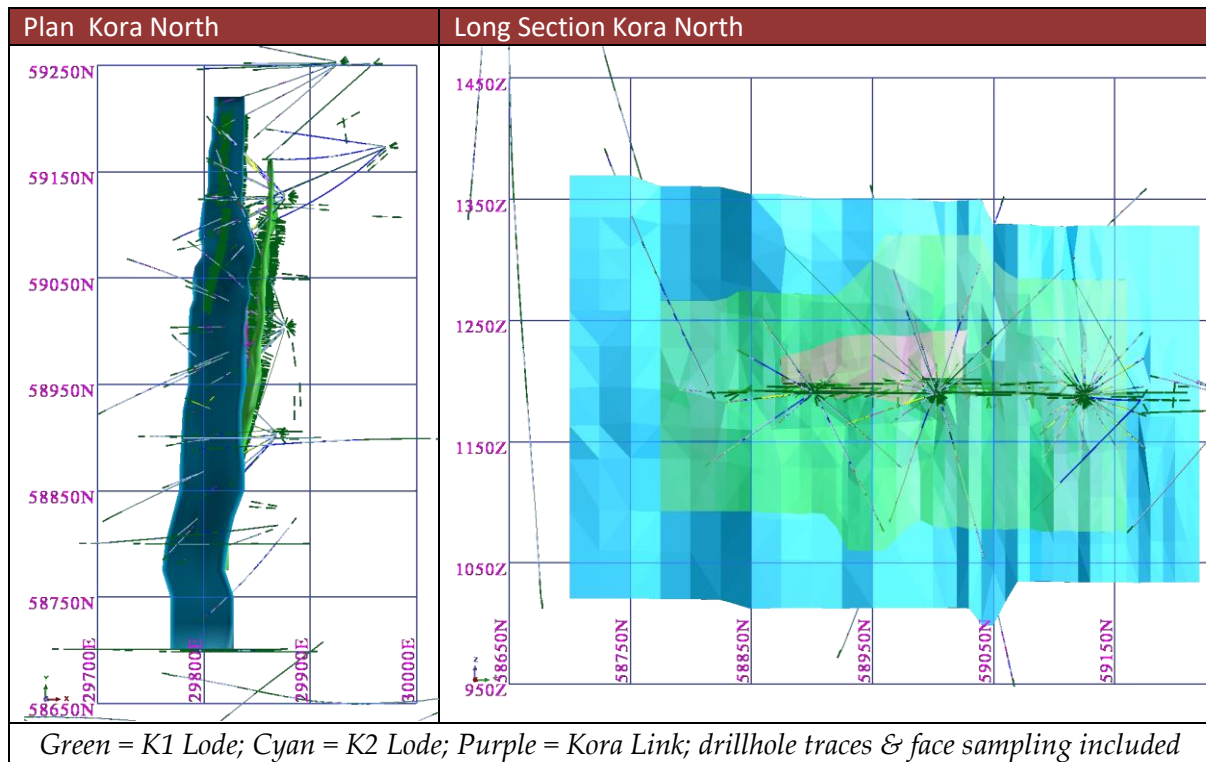 Plan Kora North
Long Section Kora North
59250N
59150N
59050N
58950N
58850N
58750N
58650N
29700E
29800E
29900E
30000E
1450Z
1350Z
1250Z
1150Z
1050Z
950Z
58650N
58750N
58850N
58950N
59050N
59150N
Green = K1 Lode; Cyan = K2 Lode; Purple = Kora Link; drillhole traces & face sampling included